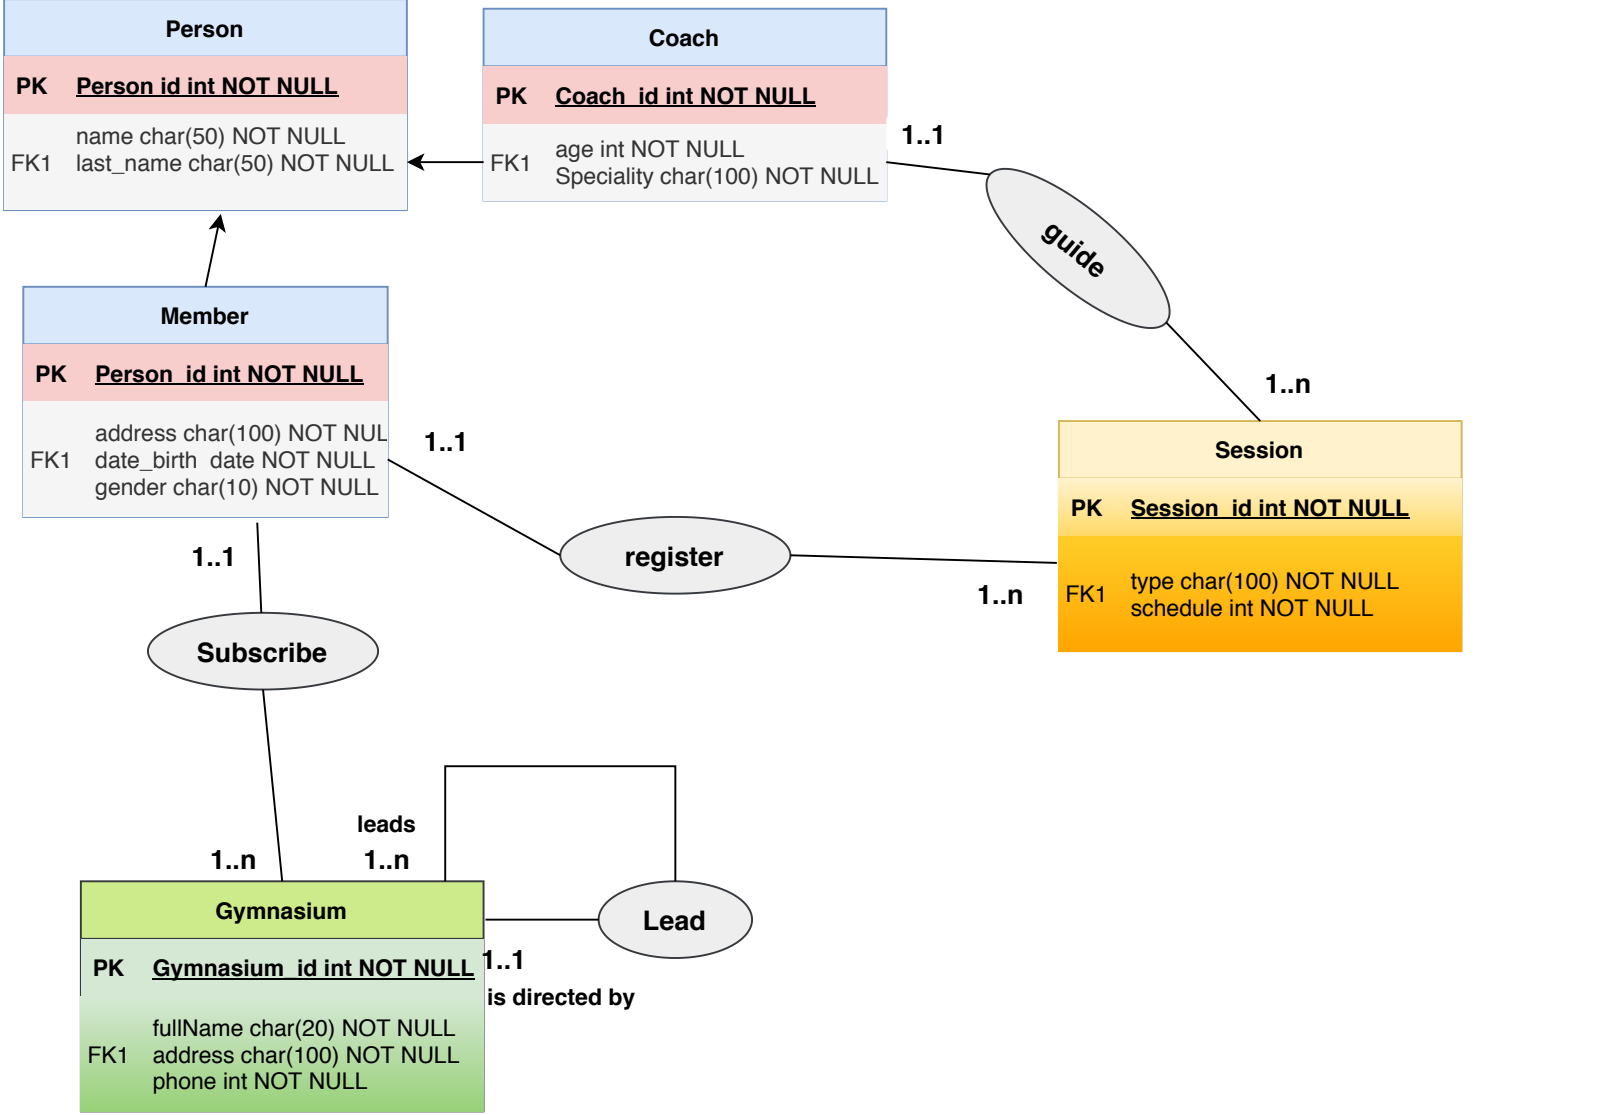 Person
PK Person id int NOT NULL
name char(50) NOT NULL
FK1 last_name char(50) NOT NULL
Coach
PK Coach_id int NOT NULL
age int NOT NULL
FK1
Speciality char(100) NOT NULL
1..1
guide
1..n
Member
PK Person_id int NOT NULL
address char(100) NOT NUL
FK1 date_birth date NOT NULL
gender char(10) NOT NULL
1..1
register
1..n
Session
PK Session_id int NOT NULL
type char(100) NOT NULL
FK1
schedule int NOT NULL
1..1
Subscribe
1..n
leads
1..n
Lead
1..1
is directed by
Gymnasium
PK Gymnasium_id int NOT NULL
fullName char(20) NOT NULL
FK1 address char(100) NOT NULL
phone int NOT NULL